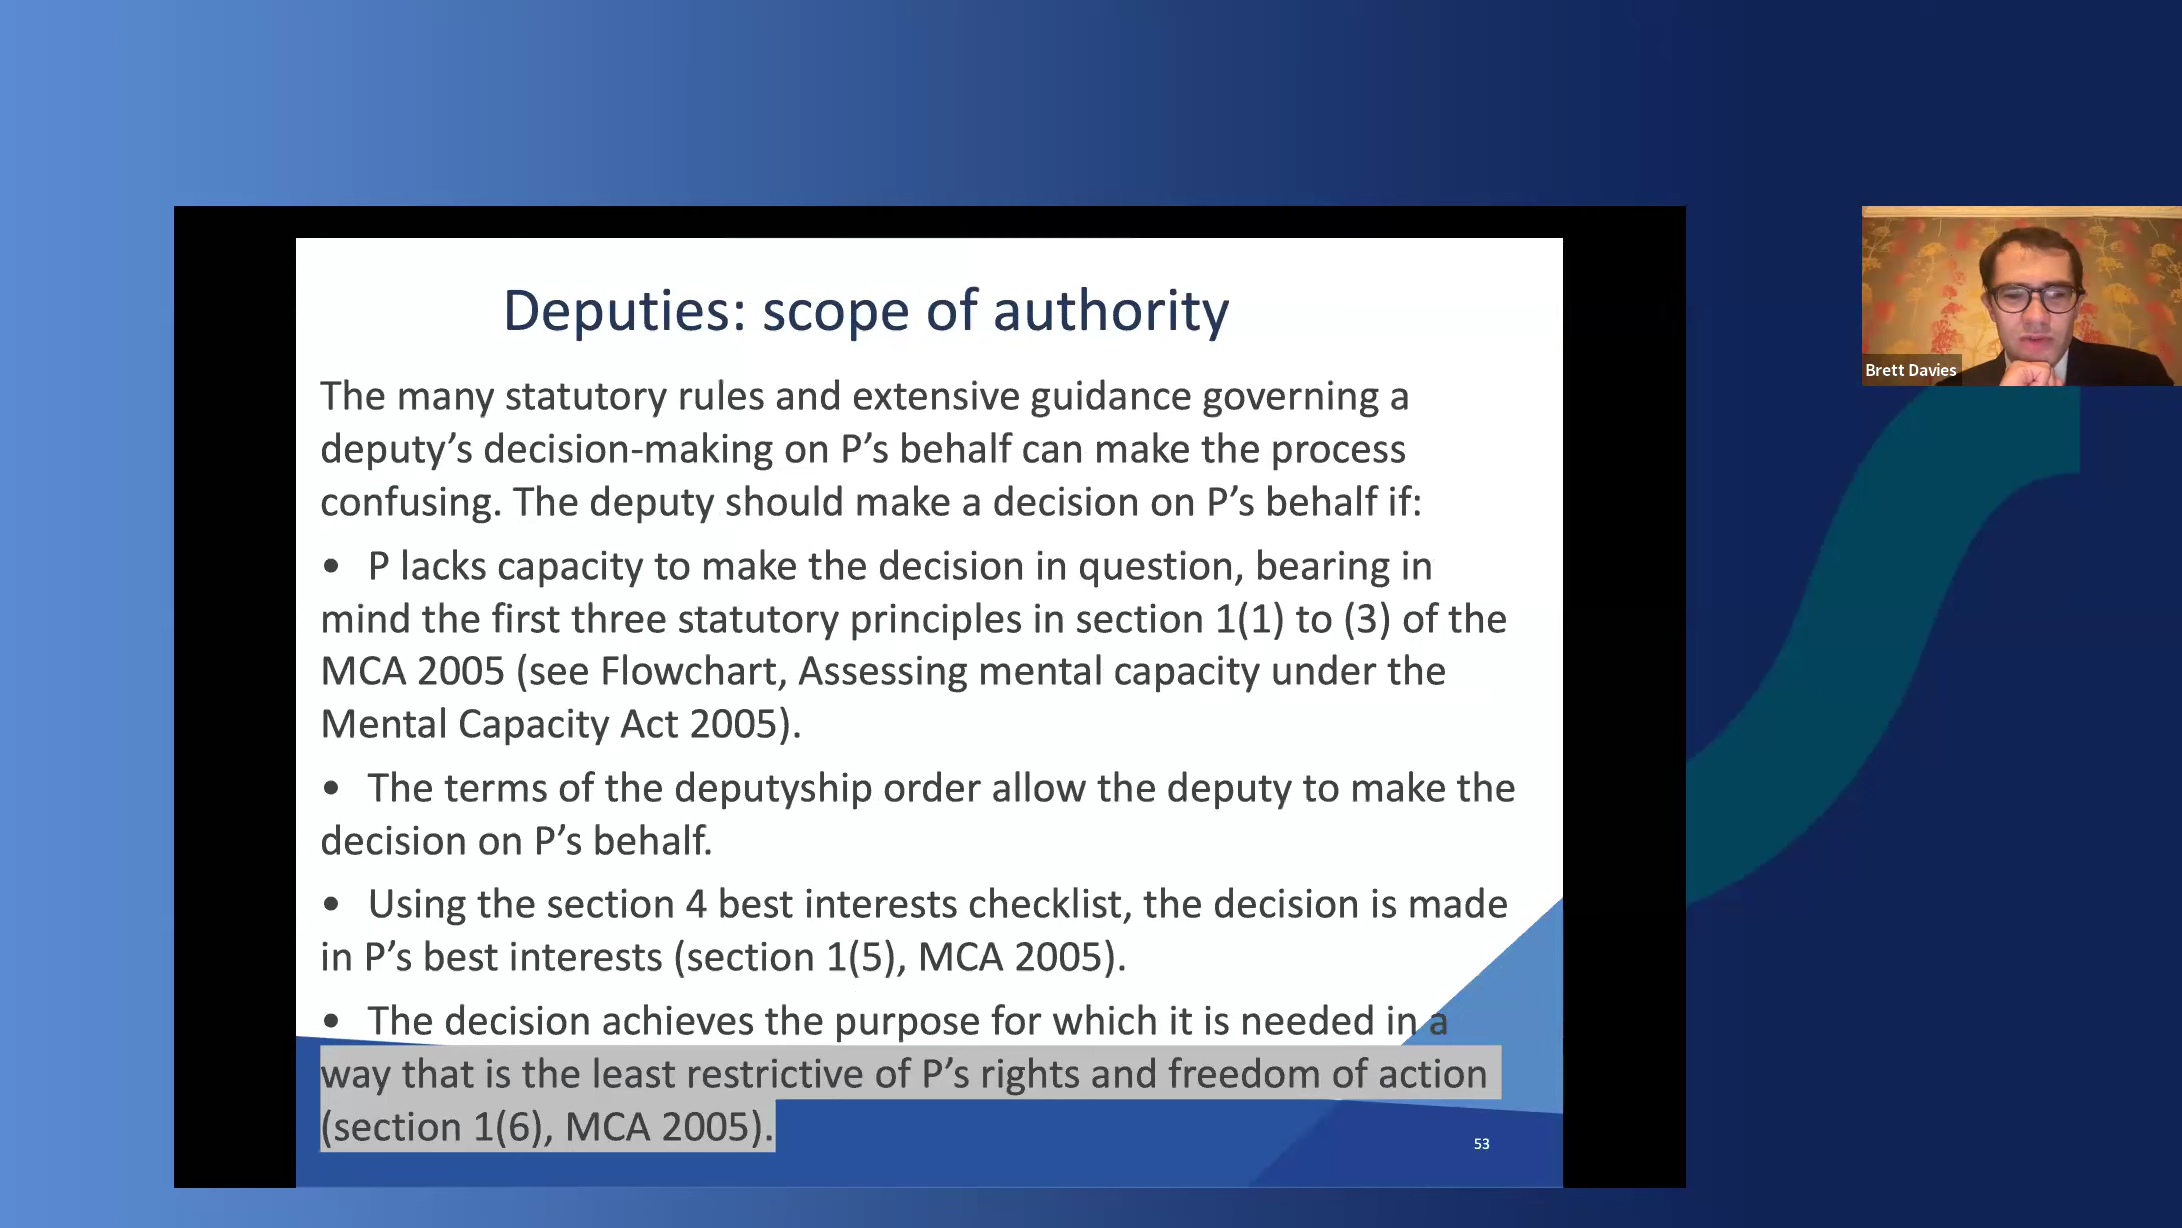 Deputies: scope of authority
The many statutory rules and extensive guidance governing a
deputy’s decision-making on P’s behalf can make the process
confusing. The deputy should make a decision on P’s behalf if:
• P lacks capacity to make the decision in question, bearing in
mind the first three statutory principles in section 1(1) to (3) of the
MCA 2005 (see Flowchart, Assessing mental capacity under the
Mental Capacity Act 2005).
• The terms of the deputyship order allow the deputy to make the
decision on P’s behalf.
• Using the section 4 best interests checklist, the decision is made
in P’s best interests (section 1(5), MCA 2005).
• The decision achieves the purpose for which it is needed in a
way that is the least restrictive of P’s rights and freedom of action
(section 1(6), MCA 2005).
53
Brett Davies